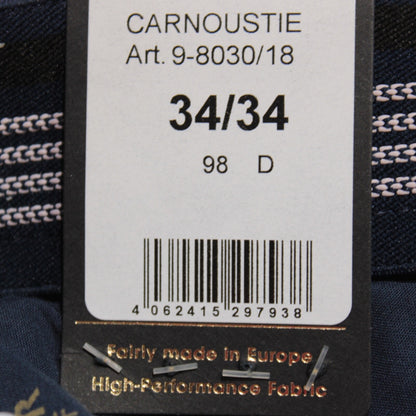 CARNOUSTIE
Art. 9-8030/18
34/34
98 D
4 062415 297938
Fairly made in Europe
High-Performance Fabric